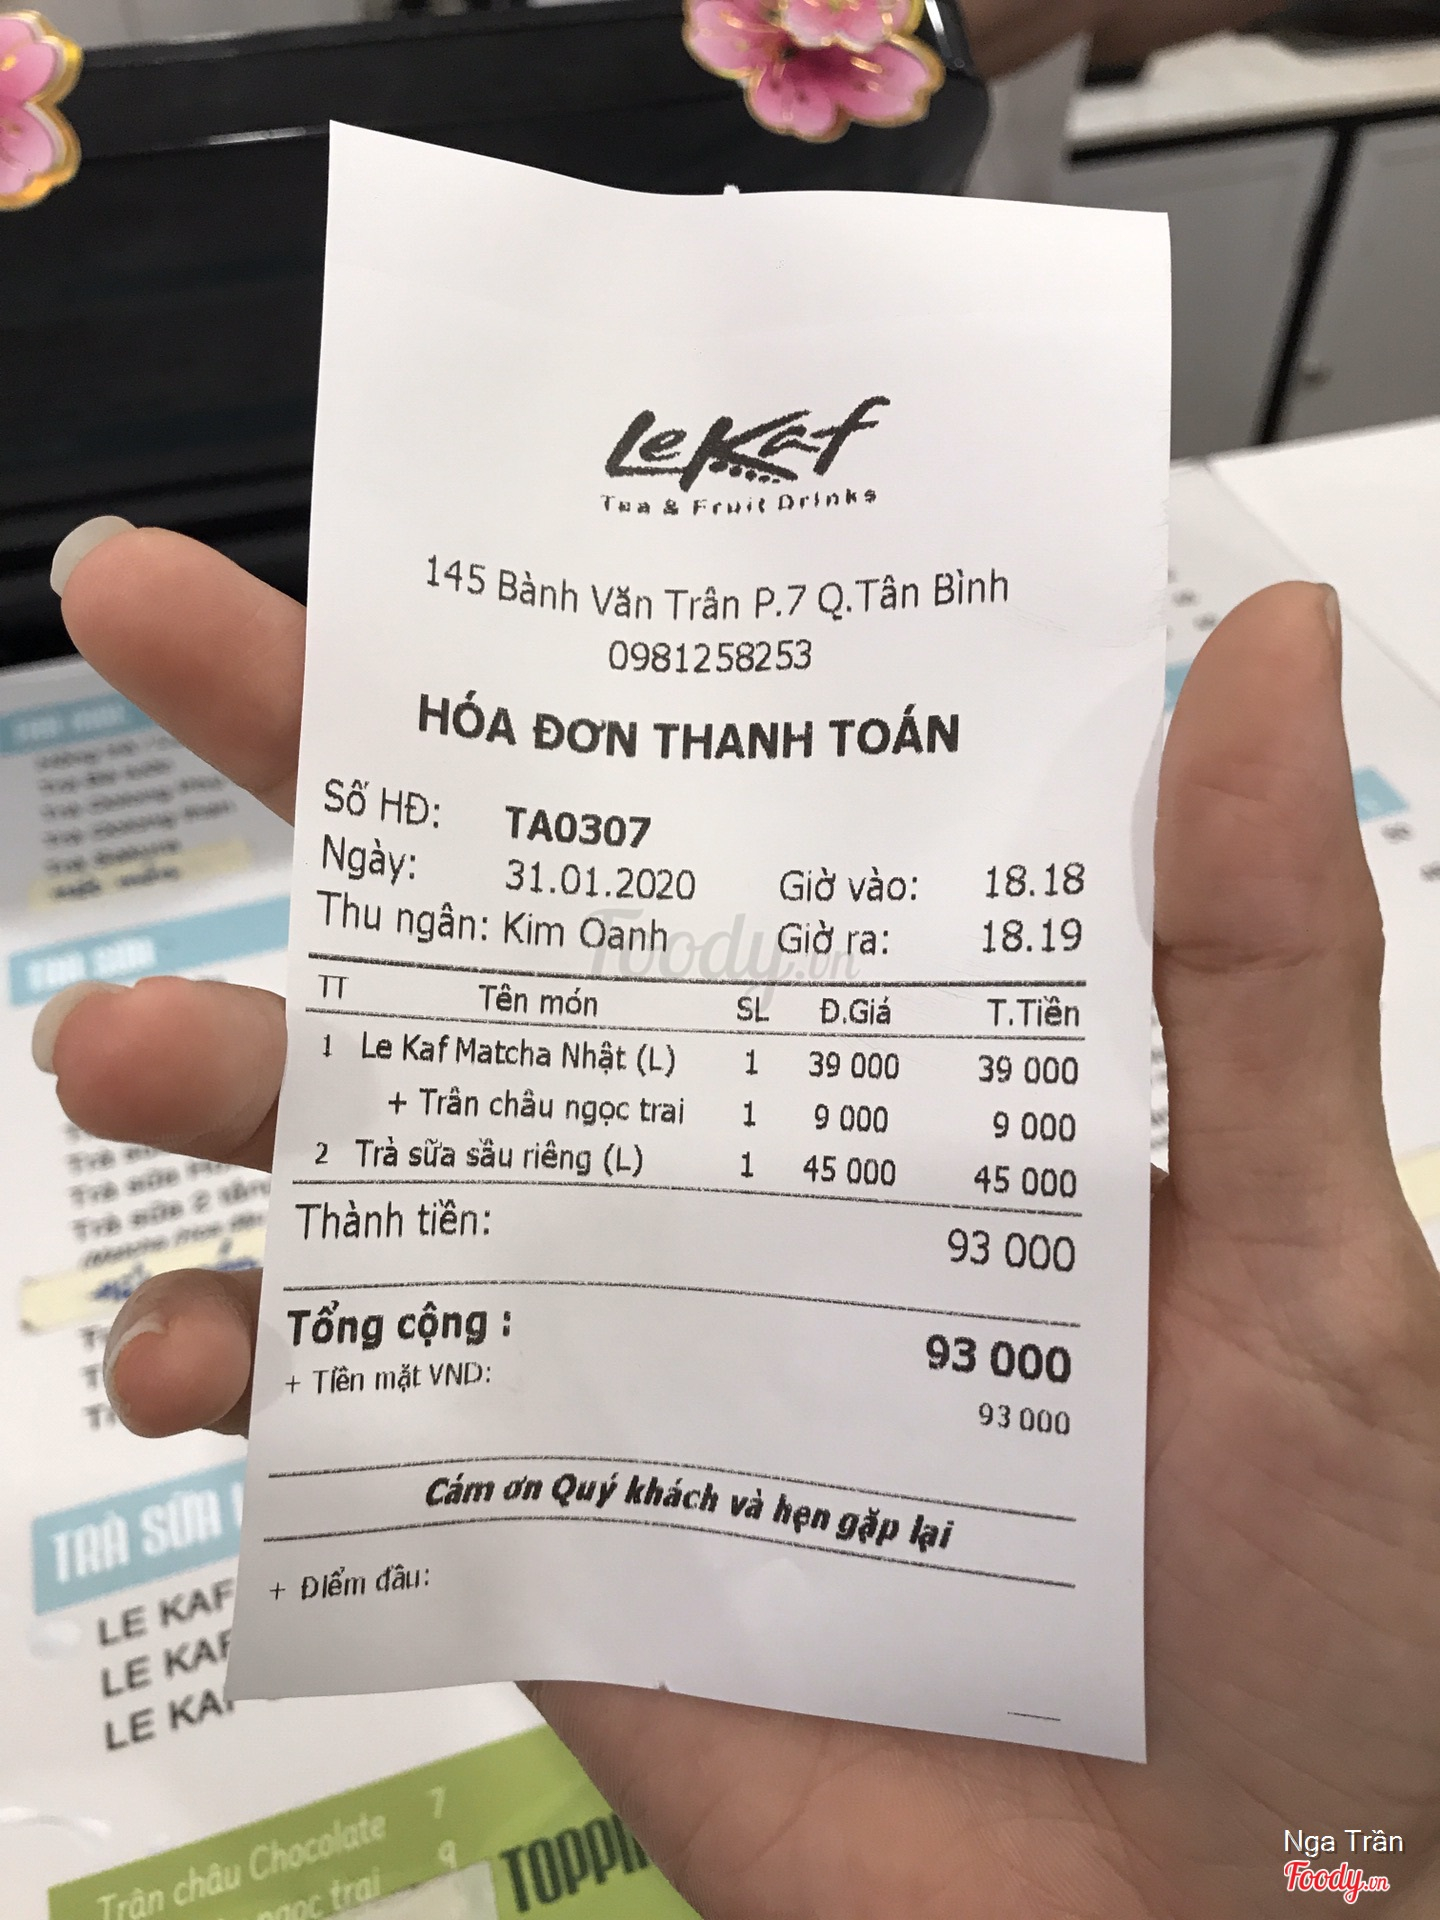 LeKaf
Tea & Fruit Drinks
145 Bành Văn Trân P.7 Q.Tân Bình
0981258253
HÓA ĐƠN THANH TOÁN
Số HĐ: TA0307
Ngày: 31.01.2020 Giờ vào: 18.18
Thu ngân: Kim Oanh Giờ ra: 18.19
TT Tên món SL Đ.Giá T.Tiền
1 Le Kaf Matcha Nhật (L) 1 39 000 39 000
+ Trân châu ngọc trai 1 9 000 9 000
2 Trà sữa sầu riêng (L) 1 45 000 45 000
Thành tiền: 93 000
Tổng cộng : 93 000
+ Tiền mặt VND: 93 000
Cám ơn Quý khách và hẹn gặp lại
+ Điểm đầu:
Foody.vn
TRÀ SỮA
TRÀ SỮA
LE KAF
LE KAF
LE KAF
Trân châu Chocolate 7
ngọc trai 9
Nga Trần
Foody.vn